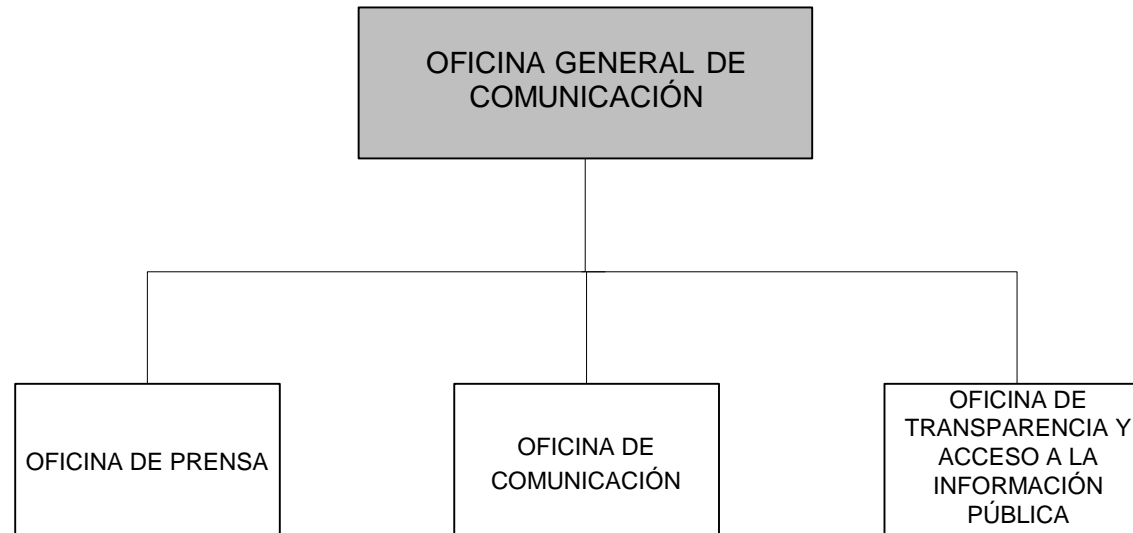 OFICINA GENERAL DE
COMUNICACIÓN
OFICINA DE PRENSA
OFICINA DE
COMUNICACIÓN
OFICINA DE
TRANSPARENCIA Y
ACCESO A LA
INFORMACIÓN
PÚBLICA